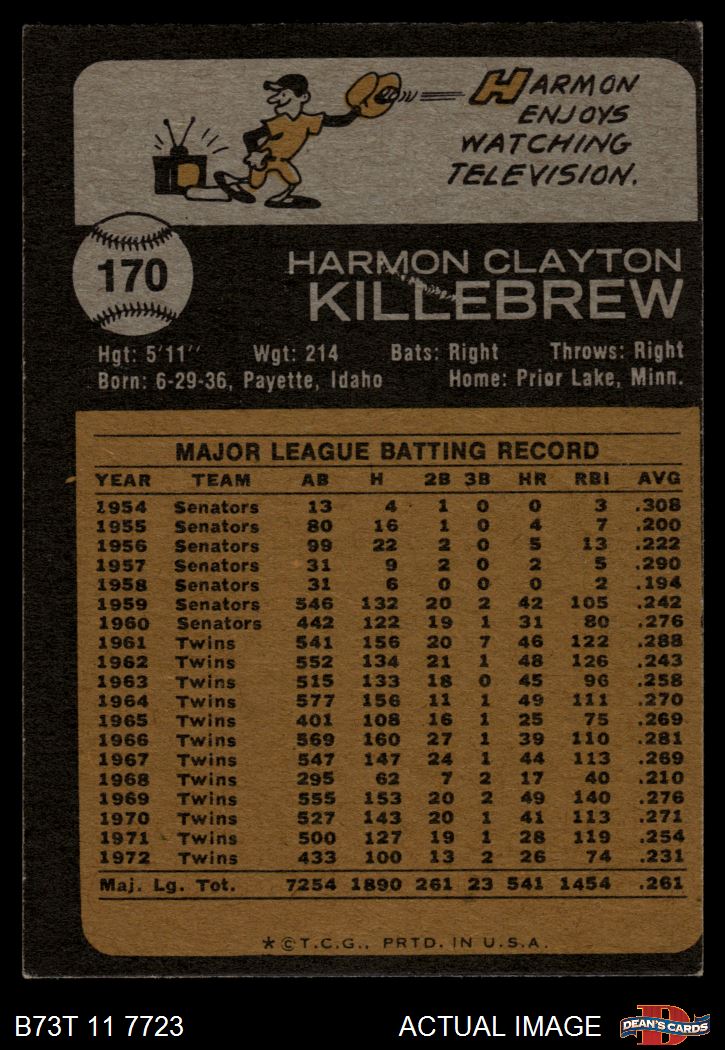 HARMON
ENJOYS
WATCHING
TELEVISION.
170
HARMON CLAYTON
KILLEBREW
Hgt: 5'11" Wgt: 214 Bats: Right Throws: Right
Born: 6-29-36, Payette, Idaho Home: Prior Lake, Minn.
MAJOR LEAGUE BATTING RECORD
YEAR TEAM AB H 2B 3B HR RBI AVG
1954 Senators 13 4 1 0 0 3 .308
1955 Senators 80 16 1 0 4 7 .200
1956 Senators 99 22 2 0 5 13 .222
1957 Senators 31 9 2 0 2 5 .290
1958 Senators 31 6 0 0 0 2 .194
1959 Senators 546 132 20 2 42 105 .242
1960 Senators 442 122 19 1 31 80 .276
1961 Twins 541 156 20 7 46 122 .288
1962 Twins 552 134 21 1 48 126 .243
1963 Twins 515 133 18 0 45 96 .258
1964 Twins 577 156 11 1 49 111 .270
1965 Twins 401 108 16 1 25 75 .269
1966 Twins 569 160 27 1 39 110 .281
1967 Twins 547 147 24 1 44 113 .269
1968 Twins 295 62 7 2 17 40 .210
1969 Twins 555 153 20 2 49 140 .276
1970 Twins 527 143 20 1 41 113 .271
1971 Twins 500 127 19 1 28 119 .254
1972 Twins 433 100 13 2 26 74 .231
Maj. Lg. Tot. 7254 1890 261 23 541 1454 .261
*©T.C.G., PRTD. IN U.S.A.
B73T 11 7723 ACTUAL IMAGE DEAN'S CARDS